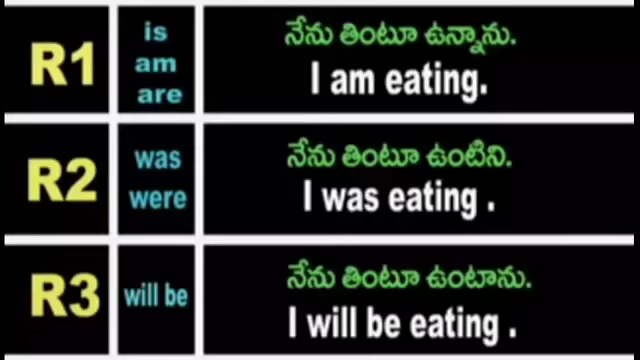 R1
is
am
are
నేను తింటూ ఉన్నాను.
I am eating.
R2
was
were
నేను తింటూ ఉంటిని.
I was eating .
R3
will be
నేను తింటూ ఉంటాను.
I will be eating .